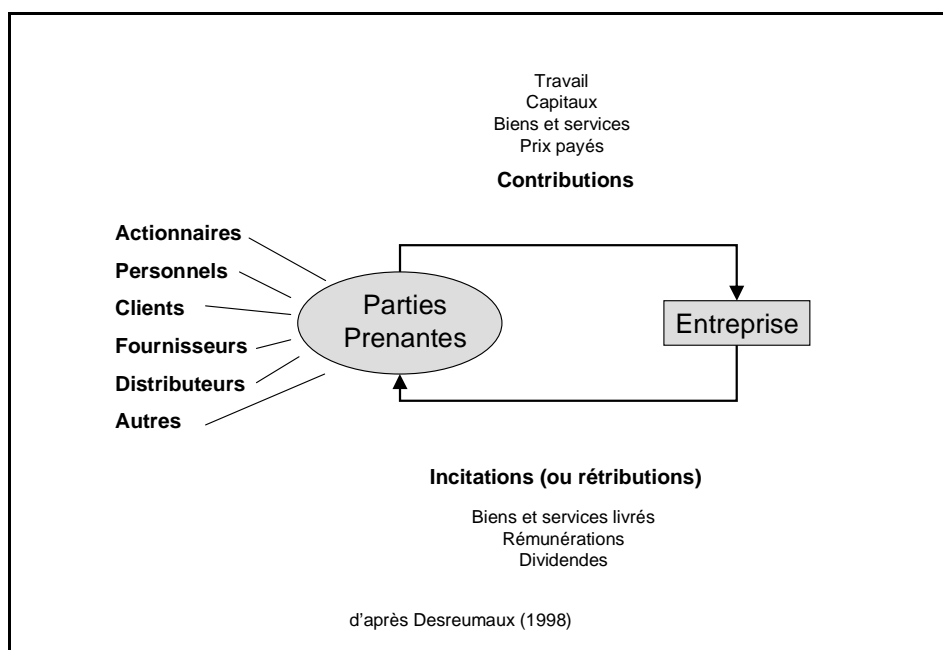 Travail
Capitaux
Biens et services
Prix payés
Contributions
Actionnaires
Personnels
Clients
Fournisseurs
Distributeurs
Autres
Parties
Prenantes
Entreprise
Incitations (ou rétributions)
Biens et services livrés
Rémunérations
Dividendes
d'après Desreumaux (1998)